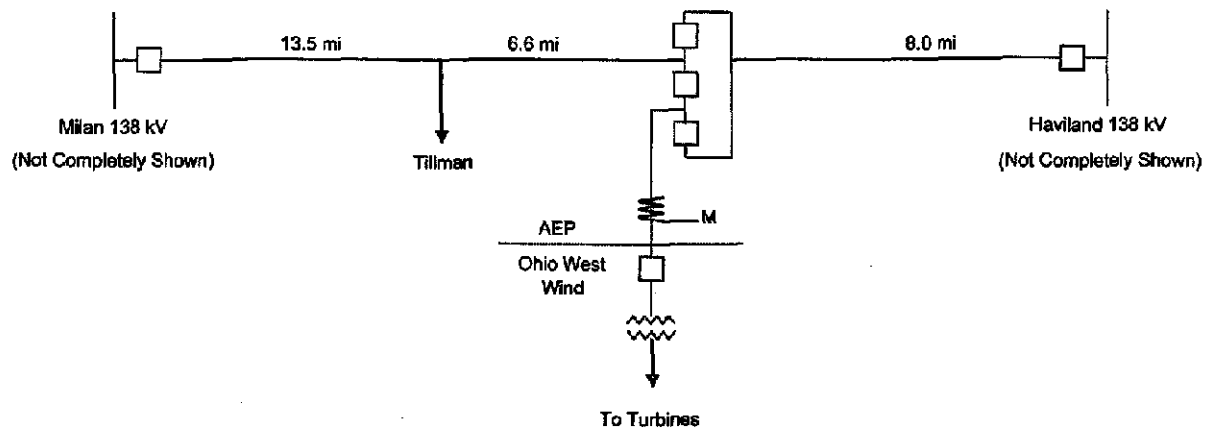 13.5 mi
6.6 mi
8.0 mi
Milan 138 kV
(Not Completely Shown)
Tillman
Haviland 138 kV
(Not Completely Shown)
M
AEP
Ohio West
Wind
To Turbines